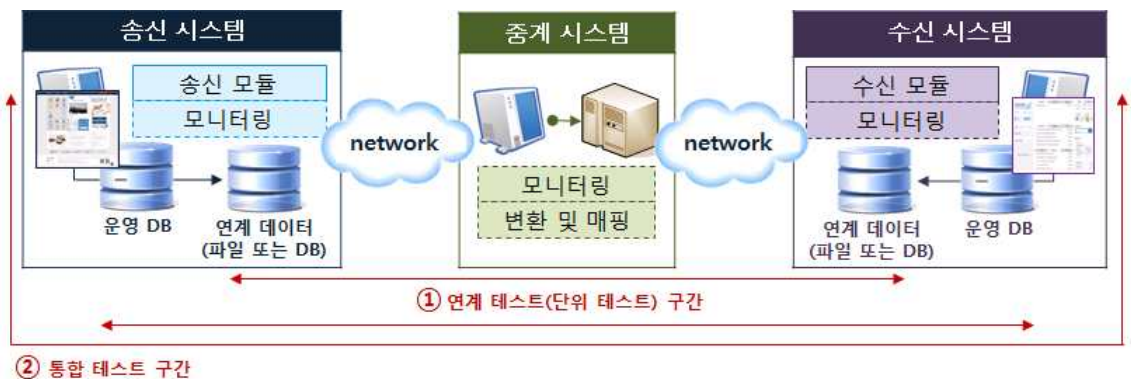 송신 시스템
송신 모듈
모니터링
운영 DB
연계 데이터
(파일 또는 DB)
network
중계 시스템
모니터링
변환 및 매핑
network
수신 시스템
수신 모듈
모니터링
연계 데이터
(파일 또는 DB)
운영 DB
① 연계 테스트(단위 테스트) 구간
② 통합 테스트 구간